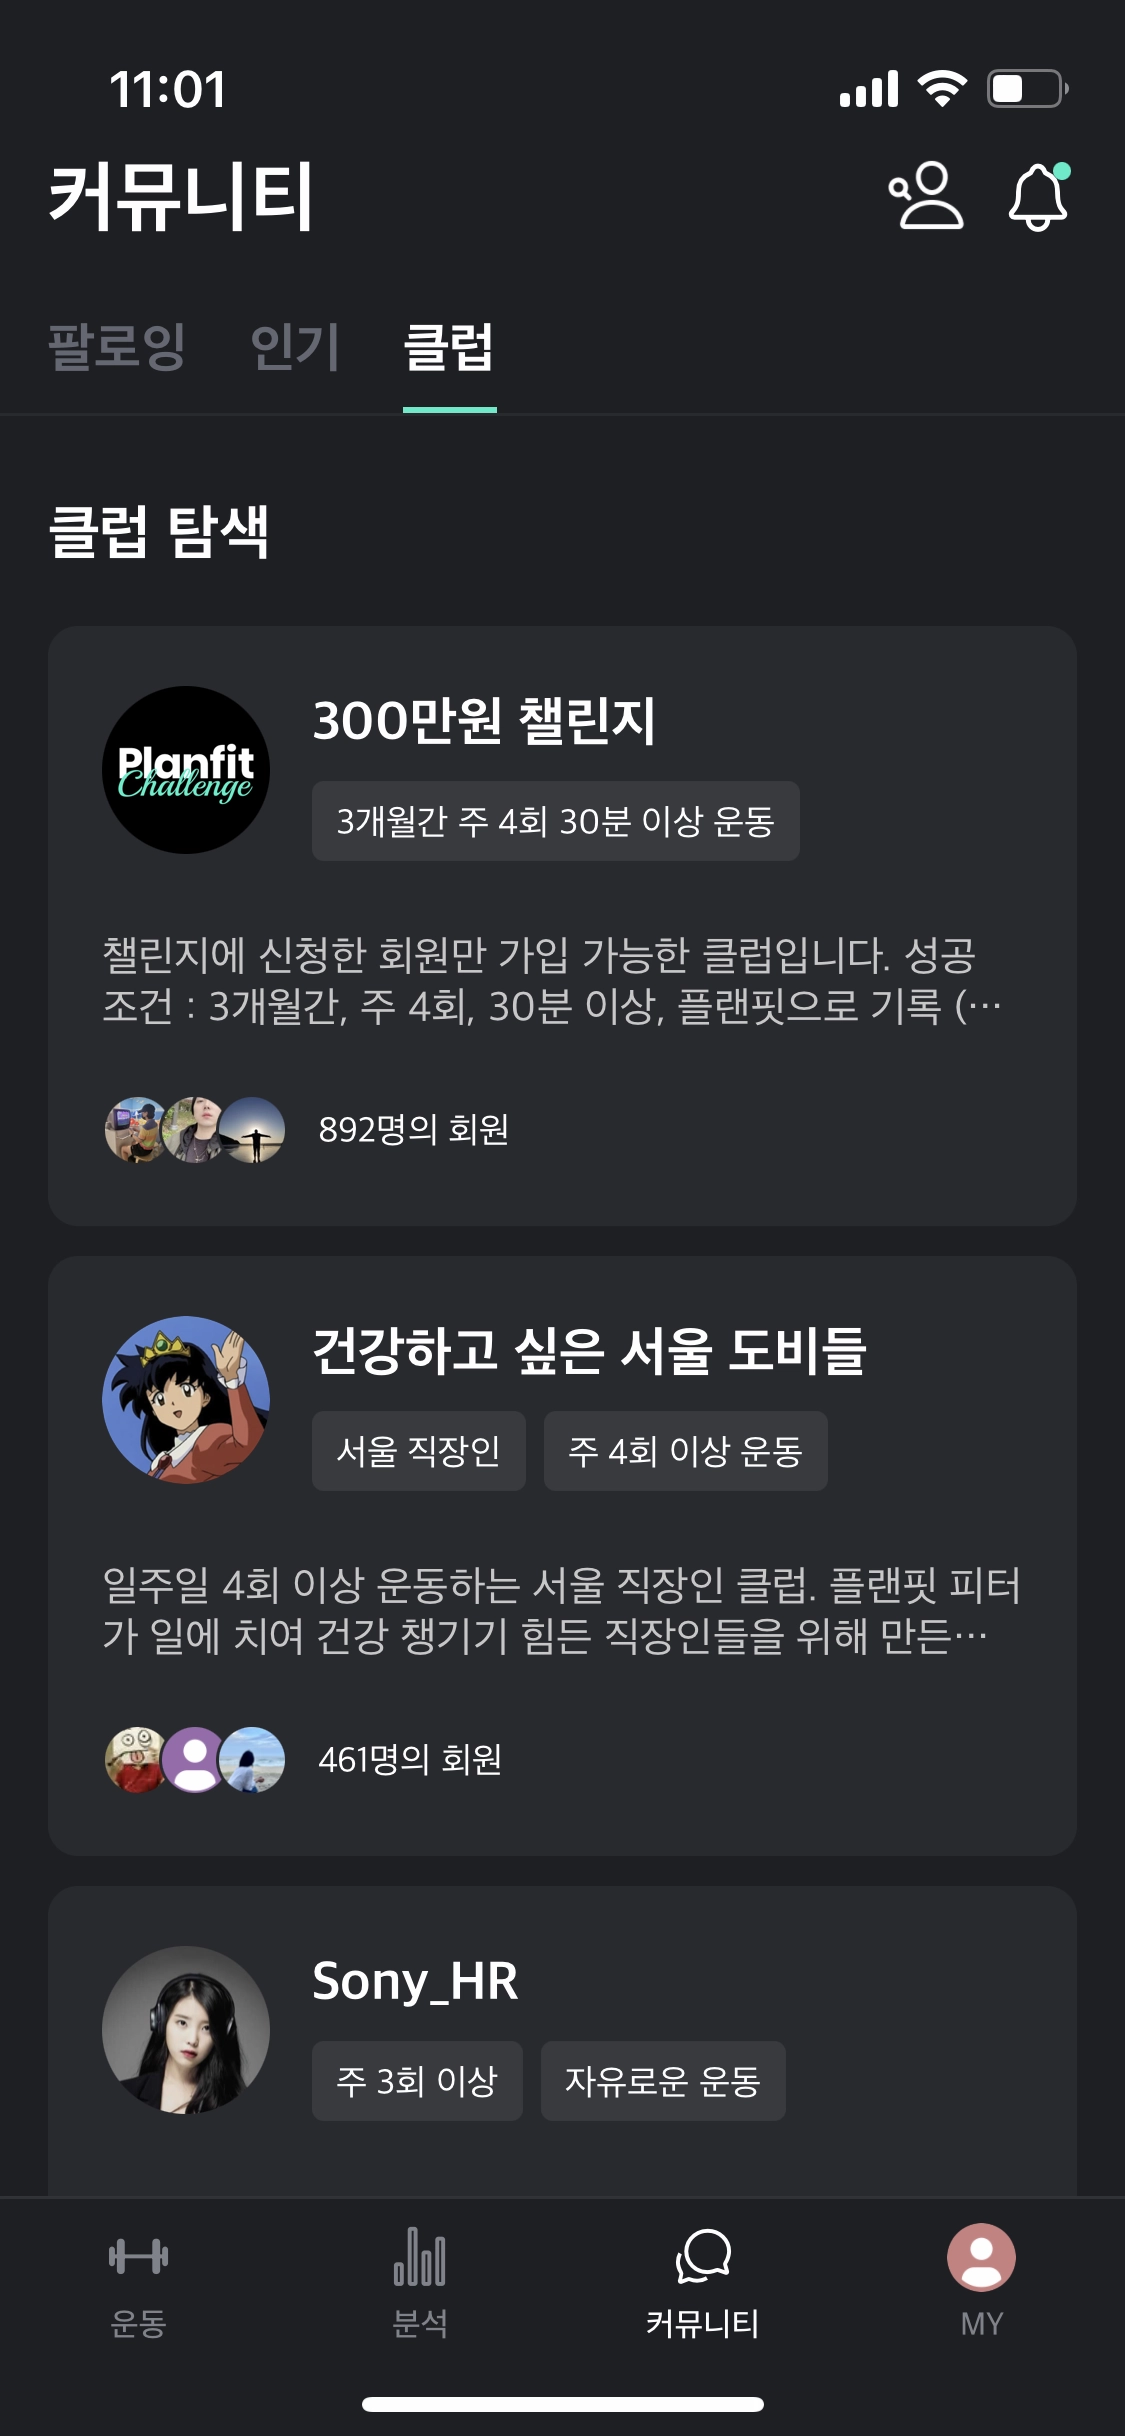 11:01
커뮤니티
팔로잉 인기 클럽
클럽 탐색
Planfit
Challenge
300만원 챌린지
3개월간 주 4회 30분 이상 운동
챌린지에 신청한 회원만 가입 가능한 클럽입니다. 성공
조건 : 3개월간, 주 4회, 30분 이상, 플랜핏으로 기록 (…
892명의 회원
건강하고 싶은 서울 도비들
서울 직장인 주 4회 이상 운동
일주일 4회 이상 운동하는 서울 직장인 클럽. 플랜핏 피터
가 일에 치여 건강 챙기기 힘든 직장인들을 위해 만든…
461명의 회원
Sony_HR
주 3회 이상 자유로운 운동
운동 분석 커뮤니티 MY